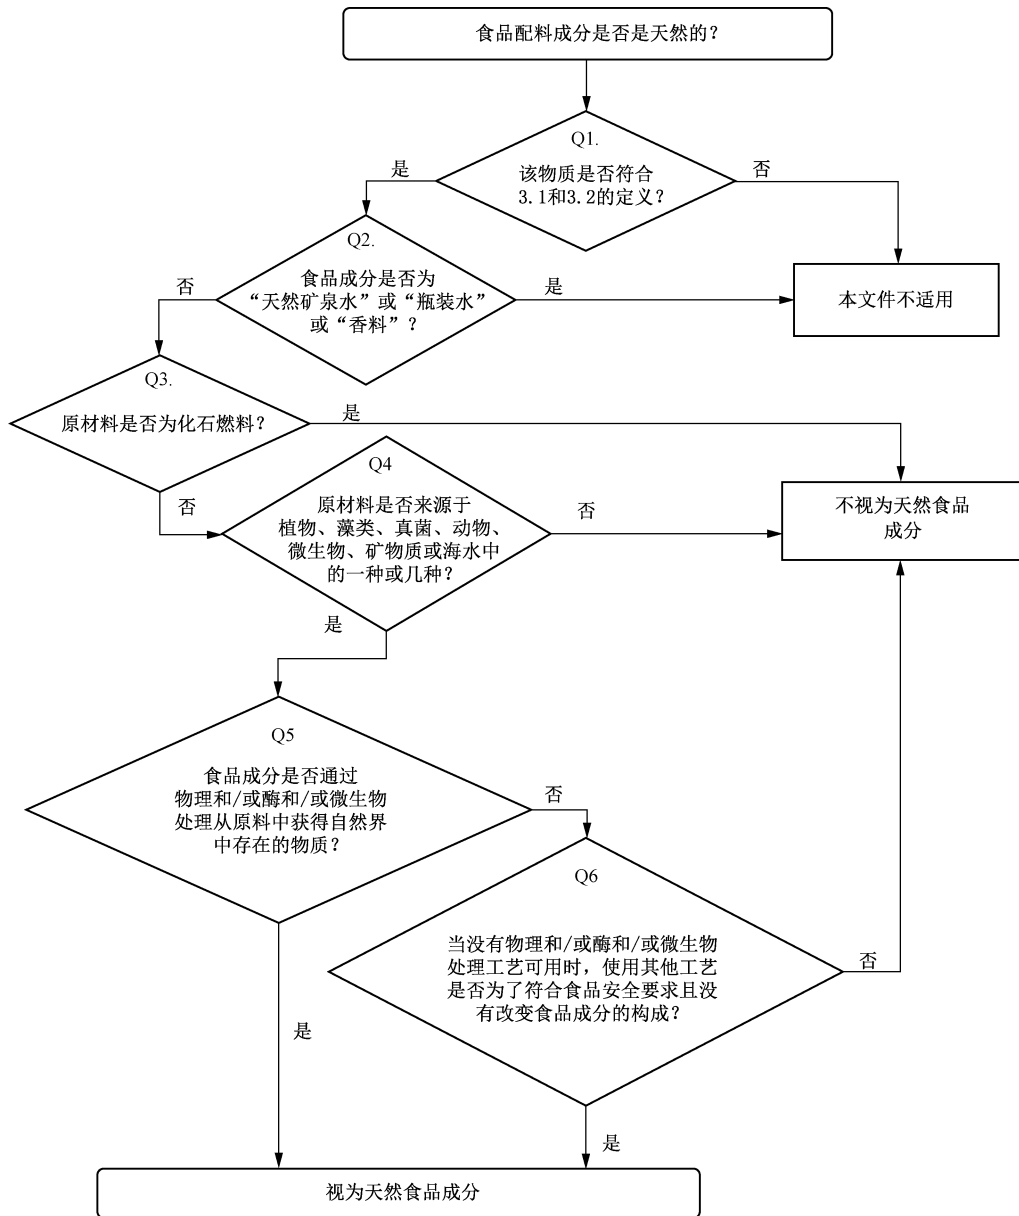 食品配料成分是否是天然的？
Q1.
该物质是否符合
3.1和3.2的定义？
是
否
Q2.
食品成分是否为
“天然矿泉水”或“瓶装水”
或“香料”？
否
是
本文件不适用
Q3.
原材料是否为化石燃料？
是
否
Q4
原材料是否来源于
植物、藻类、真菌、动物、
微生物、矿物质或海水中
的一种或几种？
否
不视为天然食品
成分
是
Q5
食品成分是否通过
物理和/或酶和/或微生物
处理从原料中获得自然界
中存在的物质？
否
Q6
当没有物理和/或酶和/或微生物
处理工艺可用时，使用其他工艺
是否为了符合食品安全要求且没
有改变食品成分的构成？
否
是
是
视为天然食品成分